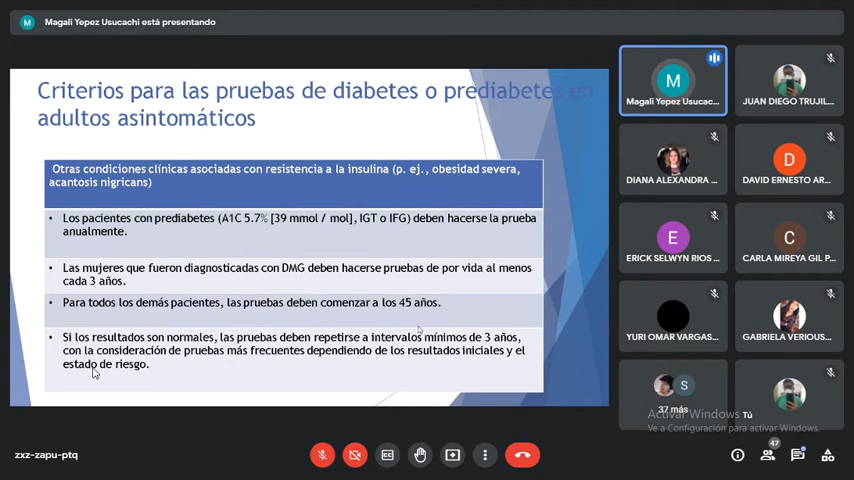 M
Magali Yepez Usucachi está presentando
Criterios para las pruebas de diabetes o prediabetes en
adultos asintomáticos
Otras condiciones clínicas asociadas con resistencia a la insulina (p. ej., obesidad severa,
acantosis nigricans)
• Los pacientes con prediabetes (A1C 5.7% [39 mmol / mol], IGT o IFG) deben hacerse la prueba
anualmente.
• Las mujeres que fueron diagnosticadas con DMG deben hacerse pruebas de por vida al menos
cada 3 años.
• Para todos los demás pacientes, las pruebas deben comenzar a los 45 años.
• Si los resultados son normales, las pruebas deben repetirse a intervalos mínimos de 3 años,
con la consideración de pruebas más frecuentes dependiendo de los resultados iniciales y el
estado de riesgo.
M
Magali Yepez Usucac...
JUAN DIEGO TRUJIL...
DIANA ALEXANDRA ...
D
DAVID ERNESTO AR...
E
ERICK SELWYN RIOS ...
C
CARLA MIREYA GIL P...
YURI OMAR VARGAS...
GABRIELA VERIOUS...
S
37 más
Tú
Activar Windows
Ve a Configuración para activar Windows.
zxz-zapu-ptq
CC
47